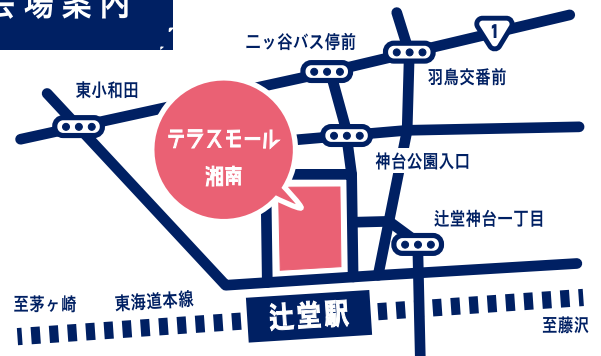 会場案内
二ッ谷バス停前
1
羽鳥交番前
東小和田
テラスモール
湘南
神台公園入口
辻堂神台一丁目
至茅ヶ崎
東海道本線
辻堂駅
至藤沢